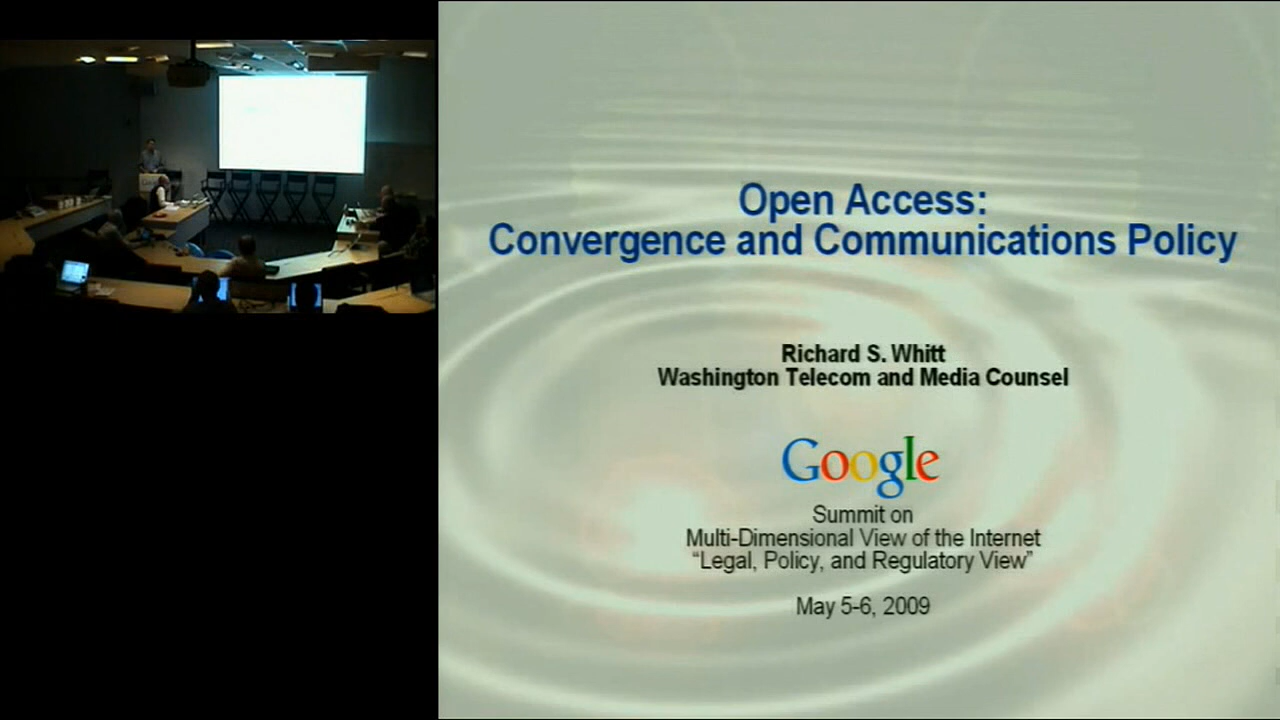 Open Access:
Convergence and Communications Policy
Richard S. Whitt
Washington Telecom and Media Counsel
Google
Summit on
Multi-Dimensional View of the Internet
“Legal, Policy, and Regulatory View”
May 5-6, 2009